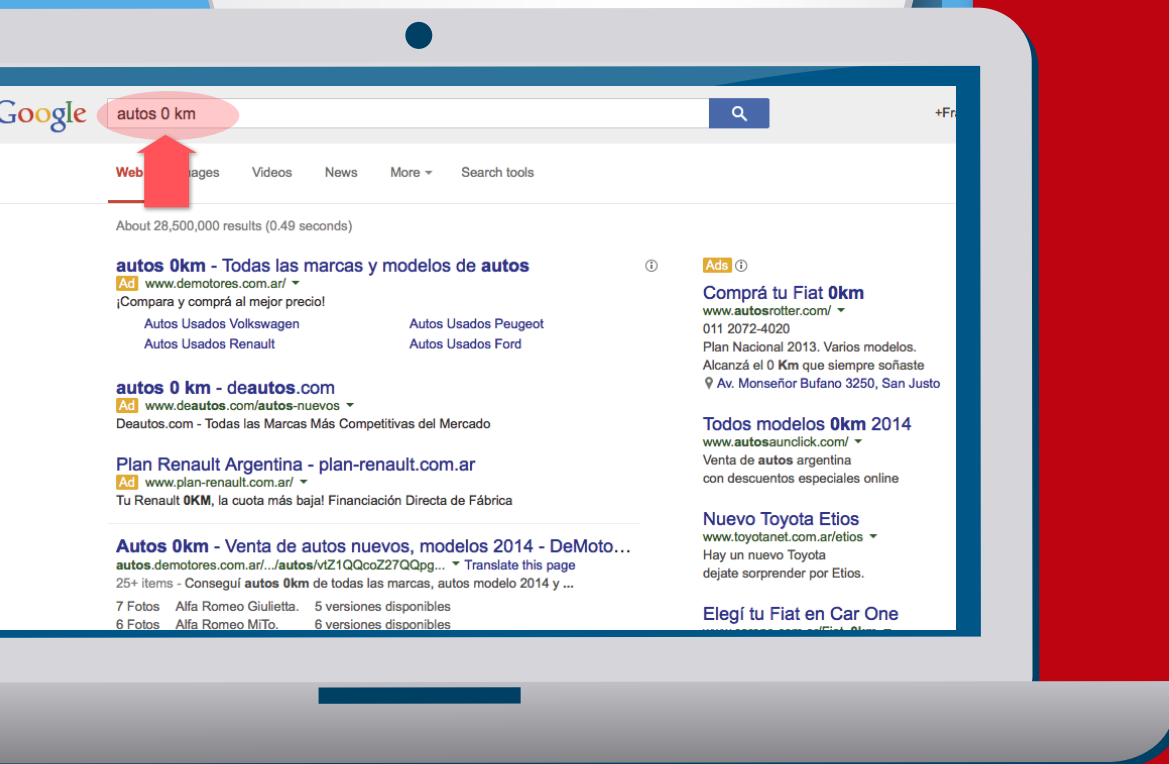 Google
autos 0 km
Web
Videos
News
More
Search tools
About 28,500,000 results (0.49 seconds)
autos 0km - Todas las marcas y modelos de autos
Ad www.demotores.com.ar/
¡Compara y comprá al mejor precio!
Autos Usados Volkswagen Autos Usados Peugeot
Autos Usados Renault Autos Usados Ford
autos 0 km - deautos.com
Ad www.deautos.com/autos-nuevos
Deautos.com - Todas las Marcas Más Competitivas del Mercado
Plan Renault Argentina - plan-renault.com.ar
Ad www.plan-renault.com.ar/
Tu Renault 0KM, la cuota más baja! Financiación Directa de Fábrica
Autos 0km - Venta de autos nuevos, modelos 2014 - DeMoto...
autos.demotores.com.ar/.../autos/vtZ1QQcoZ27QQpg... Translate this page
25+ items - Conseguí autos 0km de todas las marcas, autos modelo 2014 y ...
7 Fotos Alfa Romeo Giulietta. 5 versiones disponibles
6 Fotos Alfa Romeo MiTo. 6 versiones disponibles
Ads
Comprá tu Fiat 0km
www.autosrotter.com/
011 2072-4020
Plan Nacional 2013. Varios modelos.
Alcanzá el 0 Km que siempre soñaste
Av. Monseñor Bufano 3250, San Justo
Todos modelos 0km 2014
www.autosaunclick.com/
Venta de autos argentina
con descuentos especiales online
Nuevo Toyota Etios
www.toyotanet.com.ar/etios
Hay un nuevo Toyota
dejate sorprender por Etios.
Elegí tu Fiat en Car One